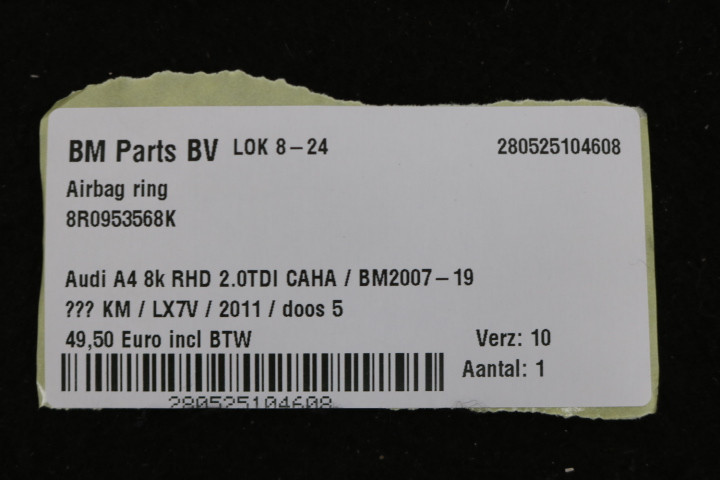 BM Parts BV LOK 8-24 280525104608
Airbag ring
8R0953568K
Audi A4 8k RHD 2.0TDI CAHA / BM2007-19
??? KM / LX7V / 2011 / doos 5
49,50 Euro incl BTW Verz: 10
Aantal: 1
280525104608